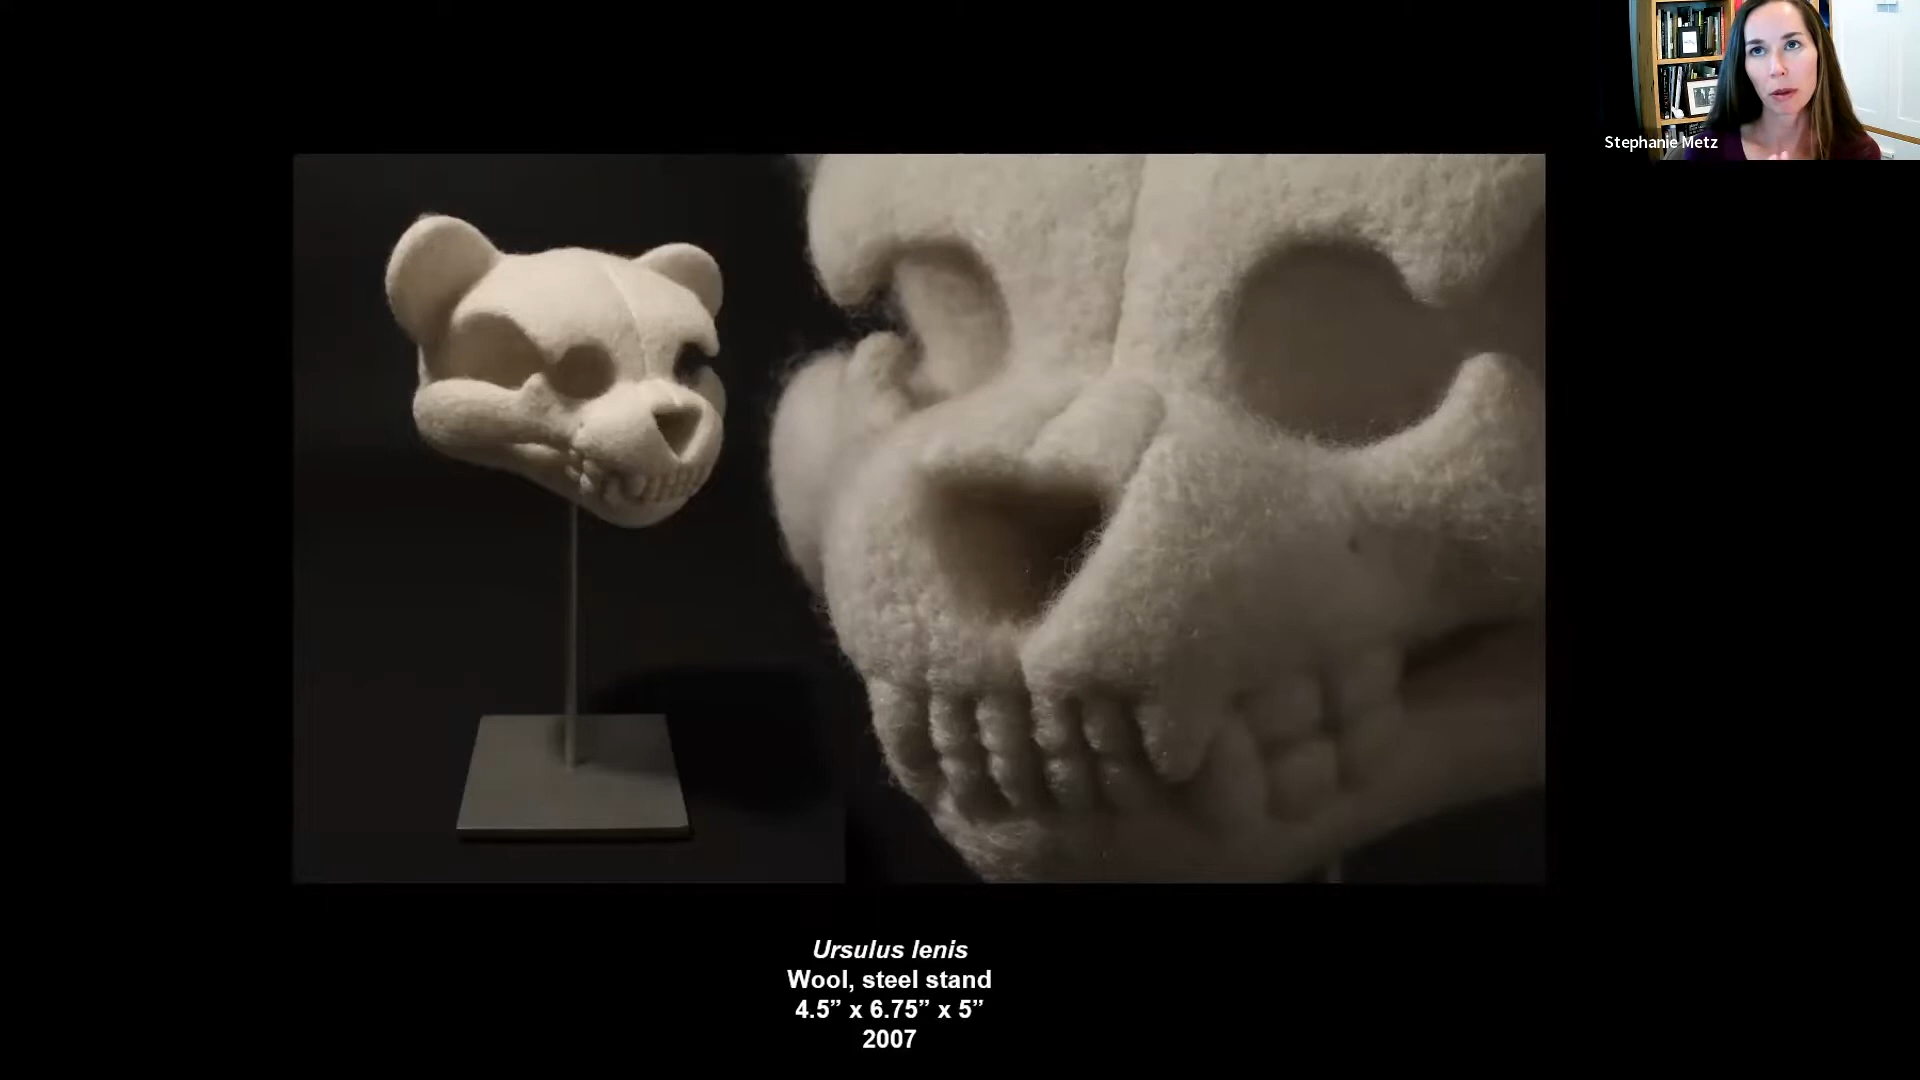 Stephanie Metz
Ursulus lenis
Wool, steel stand
4.5” x 6.75” x 5”
2007